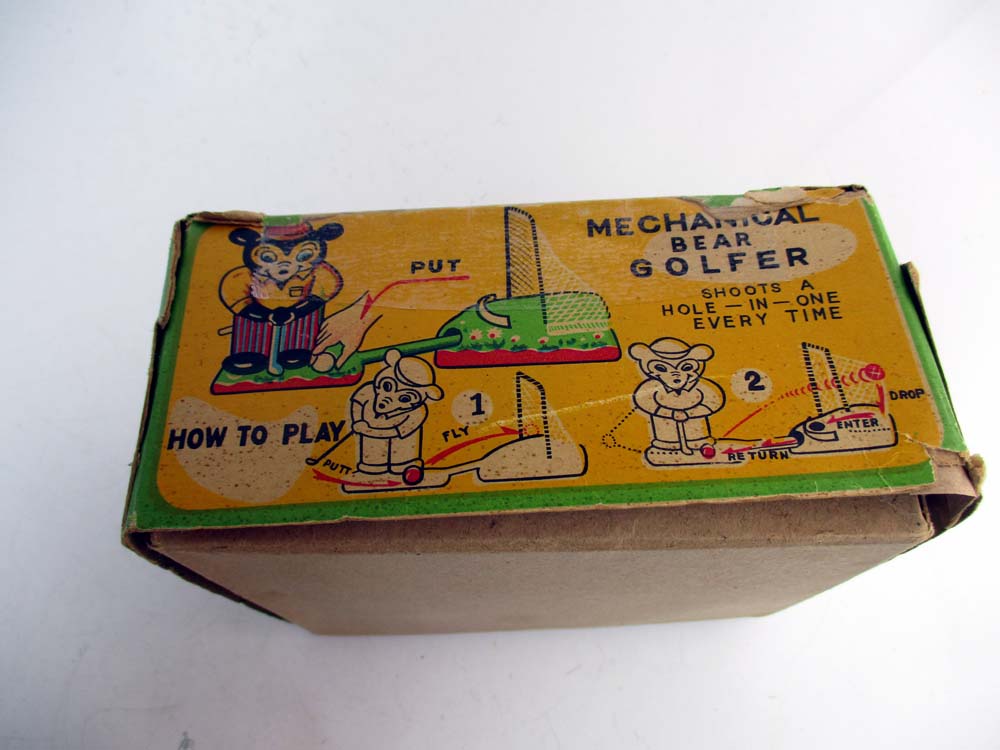 MECHANICAL
BEAR
GOLFER
SHOOTS A
HOLE-IN-ONE
EVERY TIME
PUT
HOW TO PLAY
PUTT
FLY
1
2
RETURN
ENTER
DROP